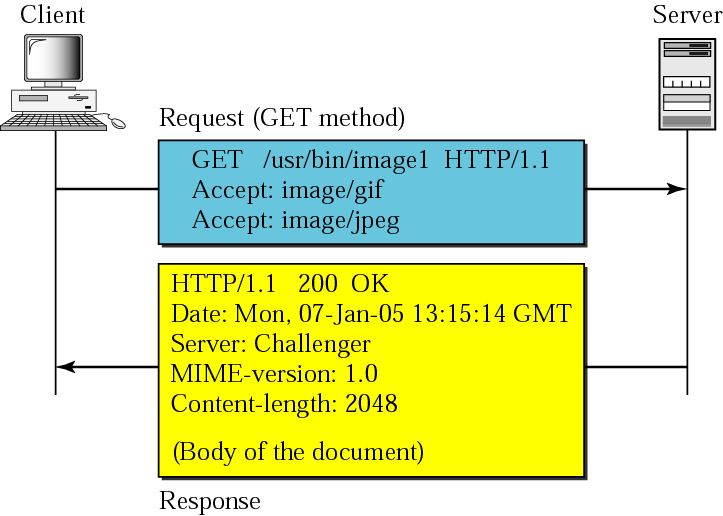 Client
Server
Request (GET method)
GET /usr/bin/image1 HTTP/1.1
Accept: image/gif
Accept: image/jpeg
HTTP/1.1 200 OK
Date: Mon, 07-Jan-05 13:15:14 GMT
Server: Challenger
MIME-version: 1.0
Content-length: 2048
(Body of the document)
Response